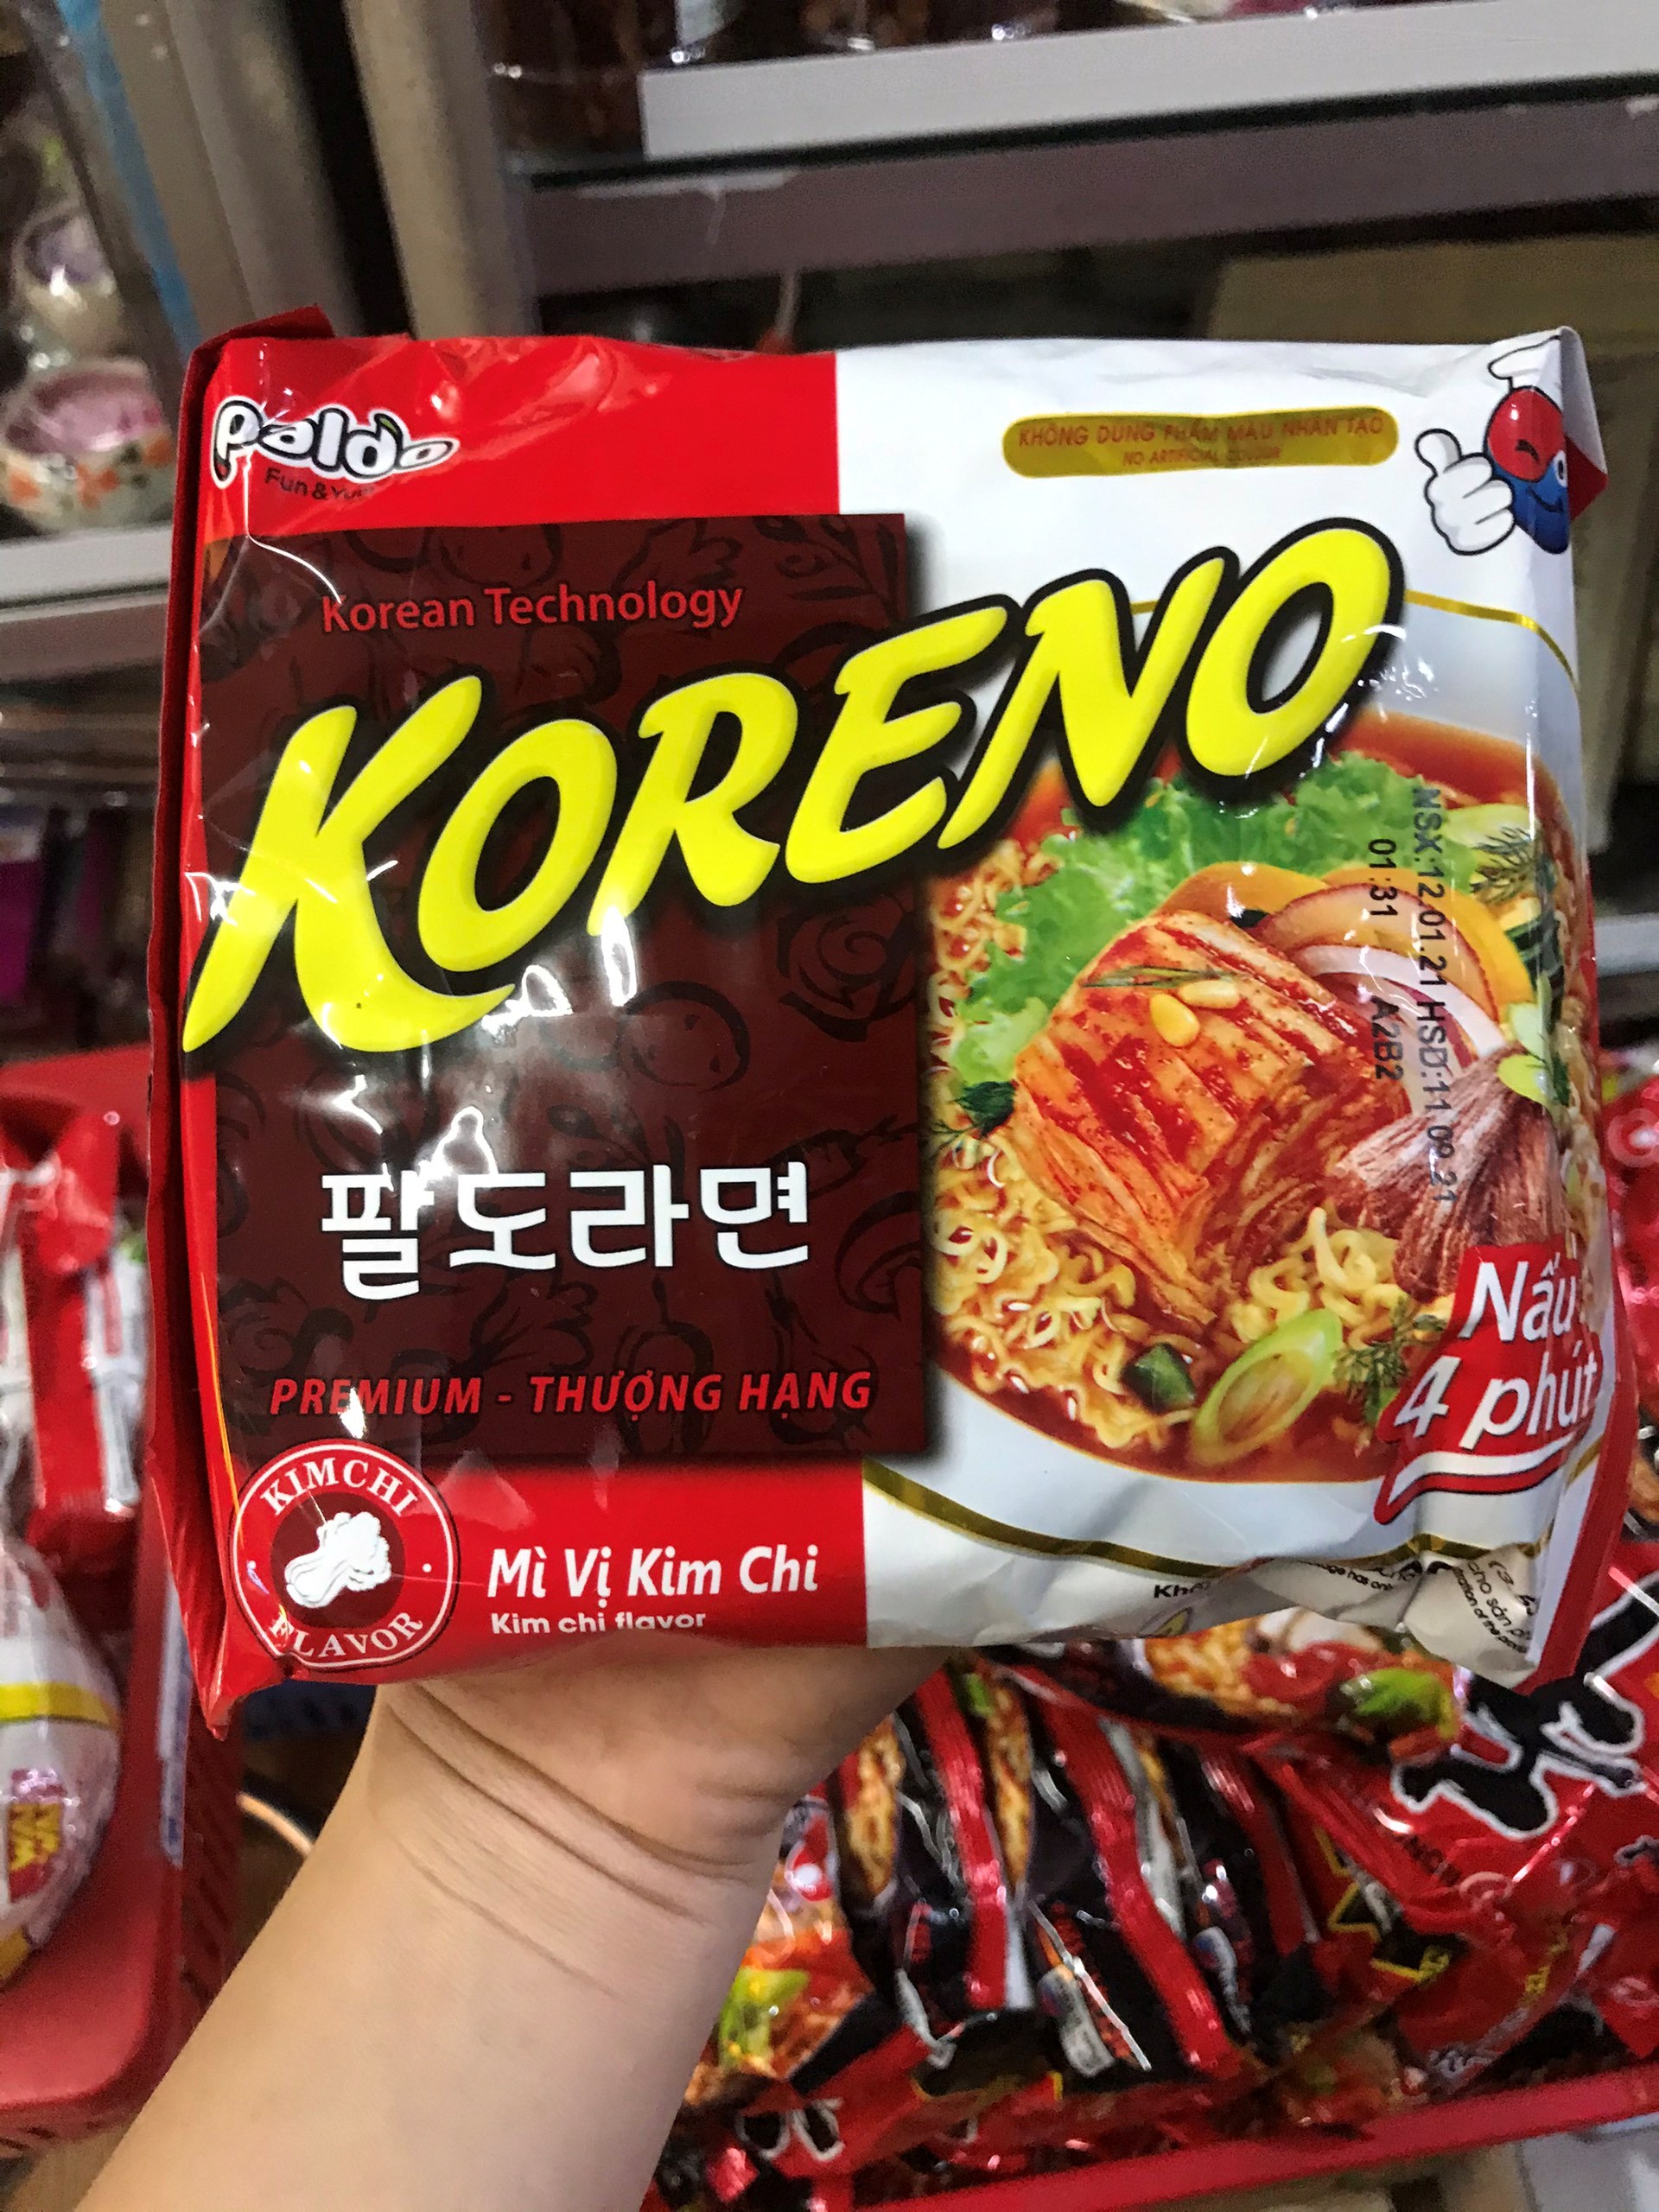 paldo
Fun & Yum
KHÔNG DÙNG PHẨM MÀU NHÂN TẠO
NO ARTIFICIAL COLOUR
Korean Technology
KORENO
NSX:12.01.21 HSD:11.09.21
01:31 A2B2
팔도라면
PREMIUM - THƯỢNG HẠNG
Nấu
4 phút
KIMCHI
FLAVOR
Mì Vị Kim Chi
Kim chi flavor